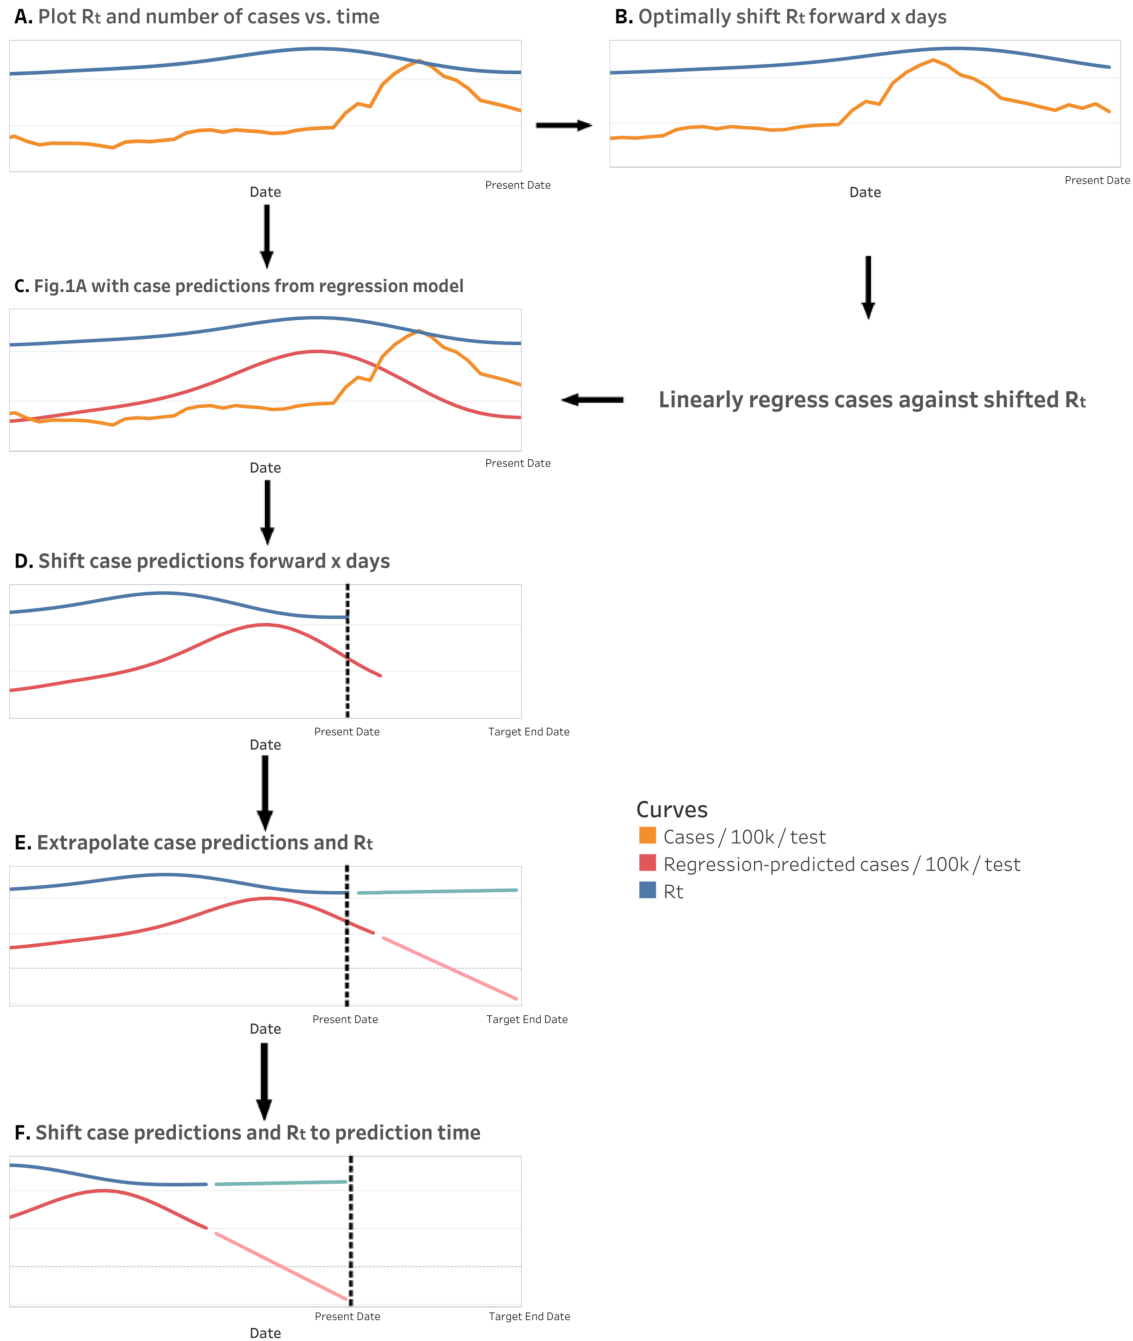 A. Plot Rt and number of cases vs. time
B. Optimally shift Rt forward x days
Present Date
Date
Present Date
Date
C. Fig.1A with case predictions from regression model
Linearly regress cases against shifted Rt
Present Date
Date
D. Shift case predictions forward x days
Present Date
Target End Date
Date
E. Extrapolate case predictions and Rt
Curves
Cases / 100k / test
Regression-predicted cases / 100k / test
Rt
Present Date
Target End Date
Date
F. Shift case predictions and Rt to prediction time
Present Date
Target End Date
Date